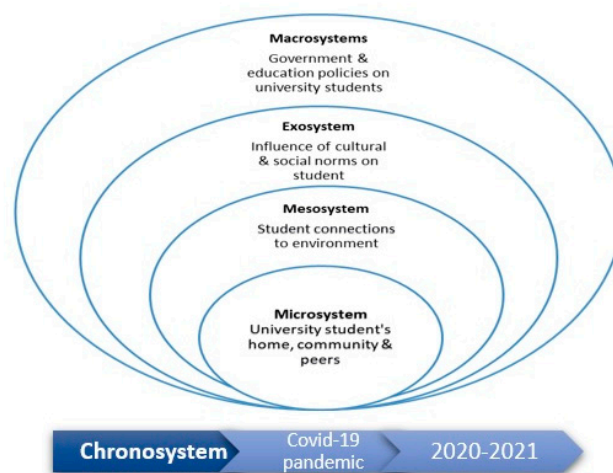 Macrosystems
Government &
education policies on
university students
Exosystem
Influence of cultural
& social norms on
student
Mesosystem
Student connections
to environment
Microsystem
University student's
home, community &
peers
Chronosystem
Covid-19
pandemic
2020-2021